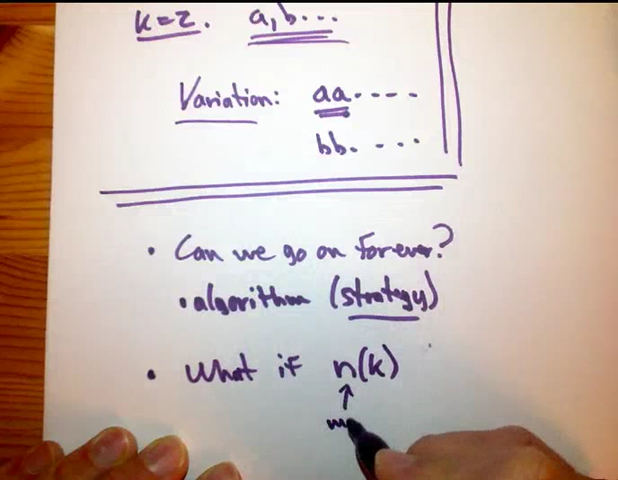 k=2. a,b...
Variation: aa....
bb. ...
• Can we go on forever?
• algorithm (strategy)
• What if n(k)
↑